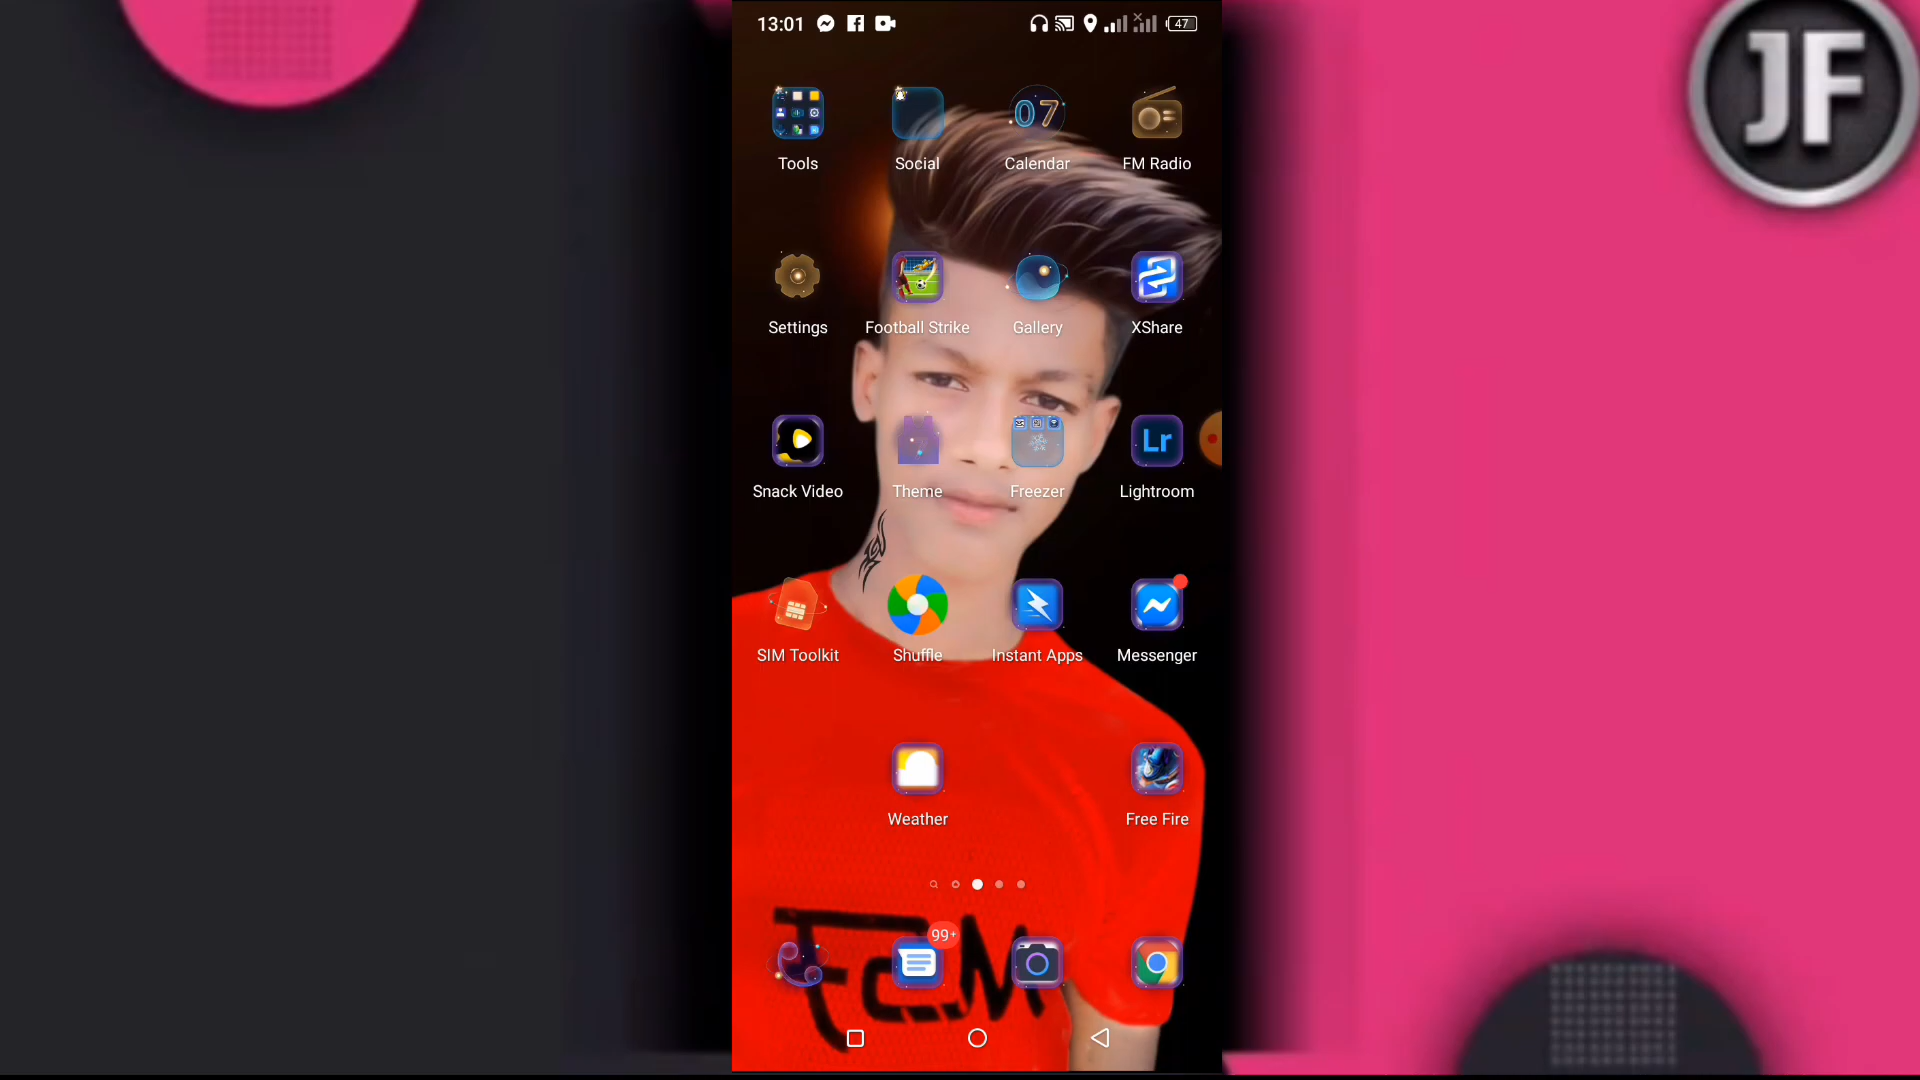 13:01
47
JF
07
Tools Social Calendar FM Radio
Settings Football Strike Gallery XShare
Lr
Snack Video Theme Freezer Lightroom
SIM Toolkit Shuffle Instant Apps Messenger
Weather Free Fire
99+